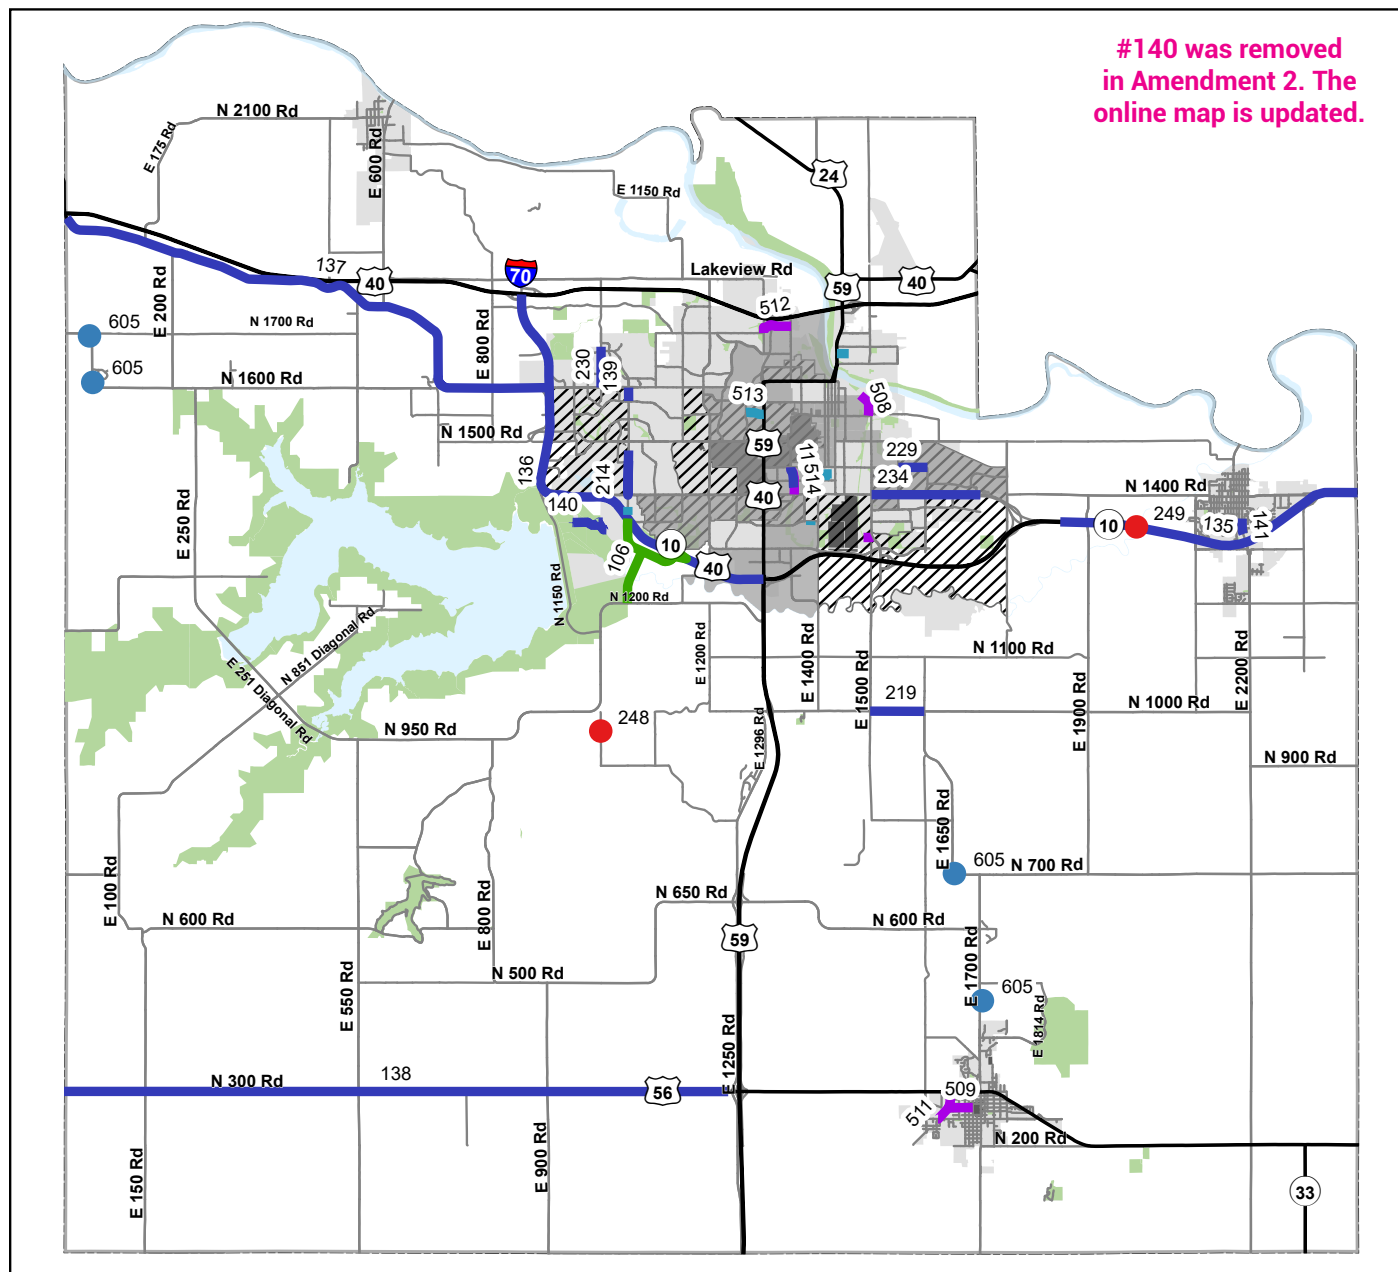 #140 was removed
in Amendment 2. The
online map is updated.
N 2100 Rd
E 175 Rd
E 600 Rd
24
E 1150 Rd
Lakeview Rd
70
137
40
59
40
E 200 Rd
512
605
N 1700 Rd
E 800 Rd
230
139
605
N 1600 Rd
513
508
N 1500 Rd
59
136
214
11514
229
234
40
N 1400 Rd
E 250 Rd
140
10
10
249
135
141
106
40
N 1150 Rd
N 1200 Rd
N 851 Diagonal Rd
E 251 Diagonal Rd
E 1200 Rd
E 1400 Rd
N 1100 Rd
E 1500 Rd
219
E 1900 Rd
N 1000 Rd
E 2200 Rd
248
N 950 Rd
E 1296 Rd
N 900 Rd
E 1650 Rd
605
N 700 Rd
E 100 Rd
N 650 Rd
N 600 Rd
E 800 Rd
N 600 Rd
59
E 1700 Rd
N 500 Rd
605
E 550 Rd
E 1814 Rd
E 1250 Rd
N 300 Rd
138
56
509
511
N 200 Rd
E 150 Rd
E 900 Rd
33